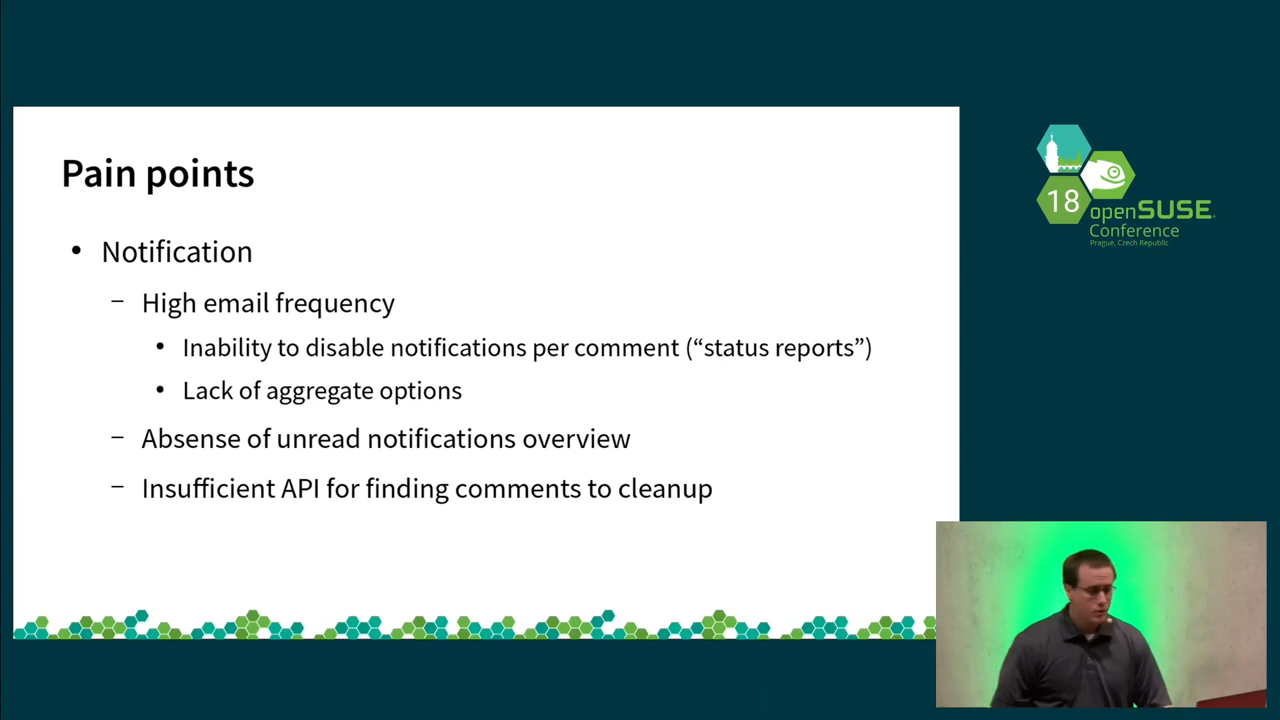 Pain points
• Notification
– High email frequency
• Inability to disable notifications per comment (“status reports”)
• Lack of aggregate options
– Absense of unread notifications overview
– Insufficient API for finding comments to cleanup
18
openSUSE
Conference
Prague, Czech Republic